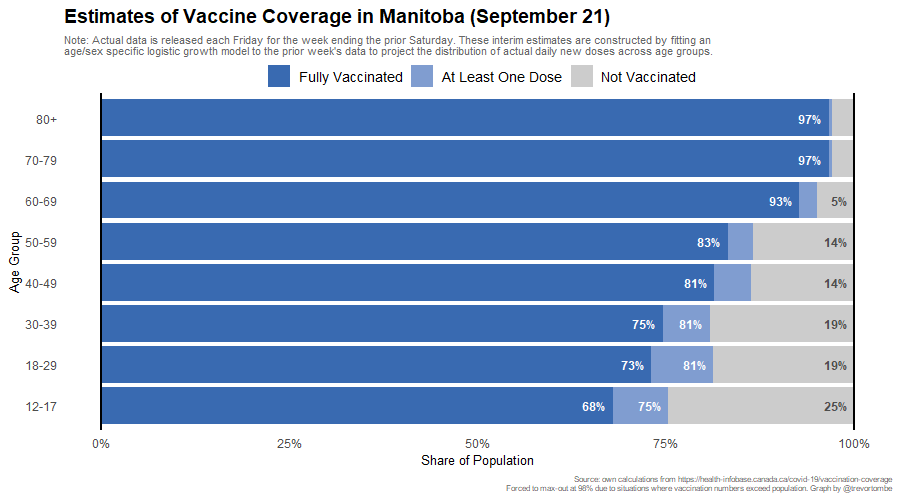 Estimates of Vaccine Coverage in Manitoba (September 21)
Note: Actual data is released each Friday for the week ending the prior Saturday. These interim estimates are constructed by fitting an
age/sex specific logistic growth model to the prior week's data to project the distribution of actual daily new doses across age groups.
Fully Vaccinated At Least One Dose Not Vaccinated
Age Group
80+ 97%
70-79 97%
60-69 93% 5%
50-59 83% 14%
40-49 81% 14%
30-39 75% 81% 19%
18-29 73% 81% 19%
12-17 68% 75% 25%
0% 25% 50% 75% 100%
Share of Population
Source: own calculations from https://health-infobase.canada.ca/covid-19/vaccination-coverage
Forced to max-out at 98% due to situations where vaccination numbers exceed population. Graph by @trevortombe